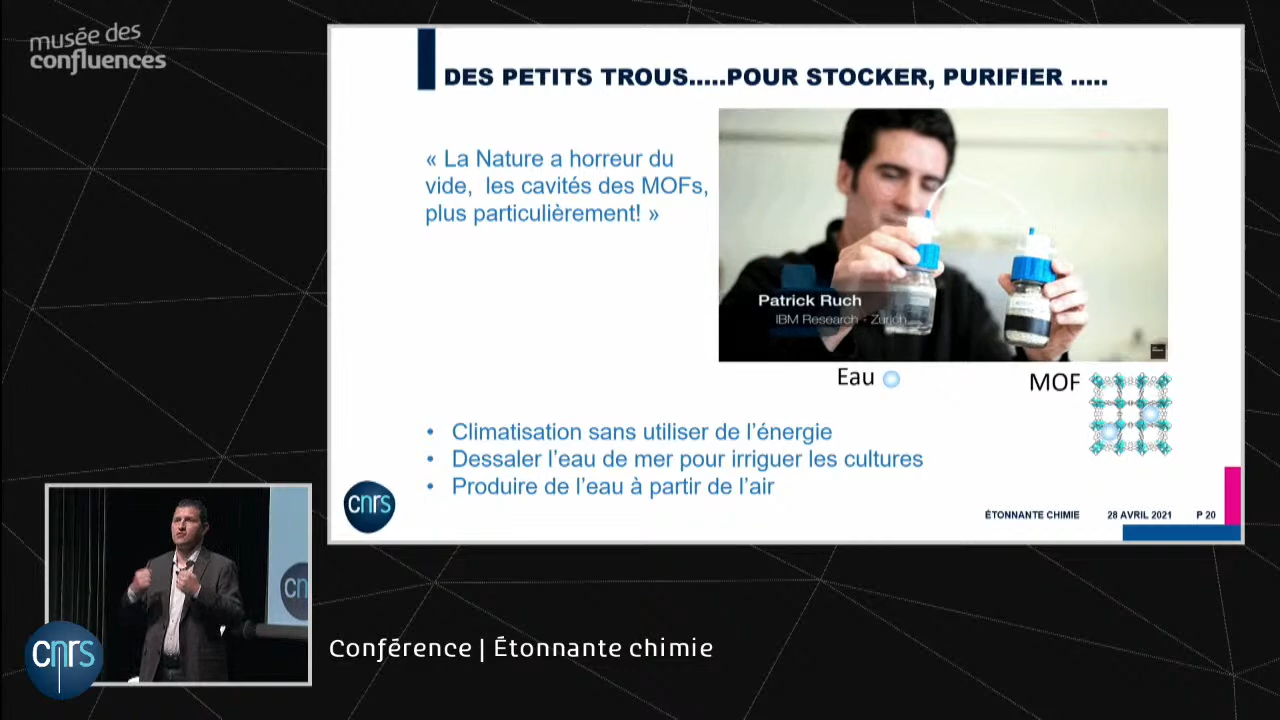 musée des
confluences
DES PETITS TROUS.....POUR STOCKER, PURIFIER .....
« La Nature a horreur du
vide, les cavités des MOFs,
plus particulièrement! »
Patrick Ruch
IBM Research - Zurich
Eau
MOF
• Climatisation sans utiliser de l'énergie
• Dessaler l'eau de mer pour irriguer les cultures
• Produire de l'eau à partir de l'air
cnrs
ÉTONNANTE CHIMIE
28 AVRIL 2021
P 20
cn
cnrs
Conférence | Étonnante chimie